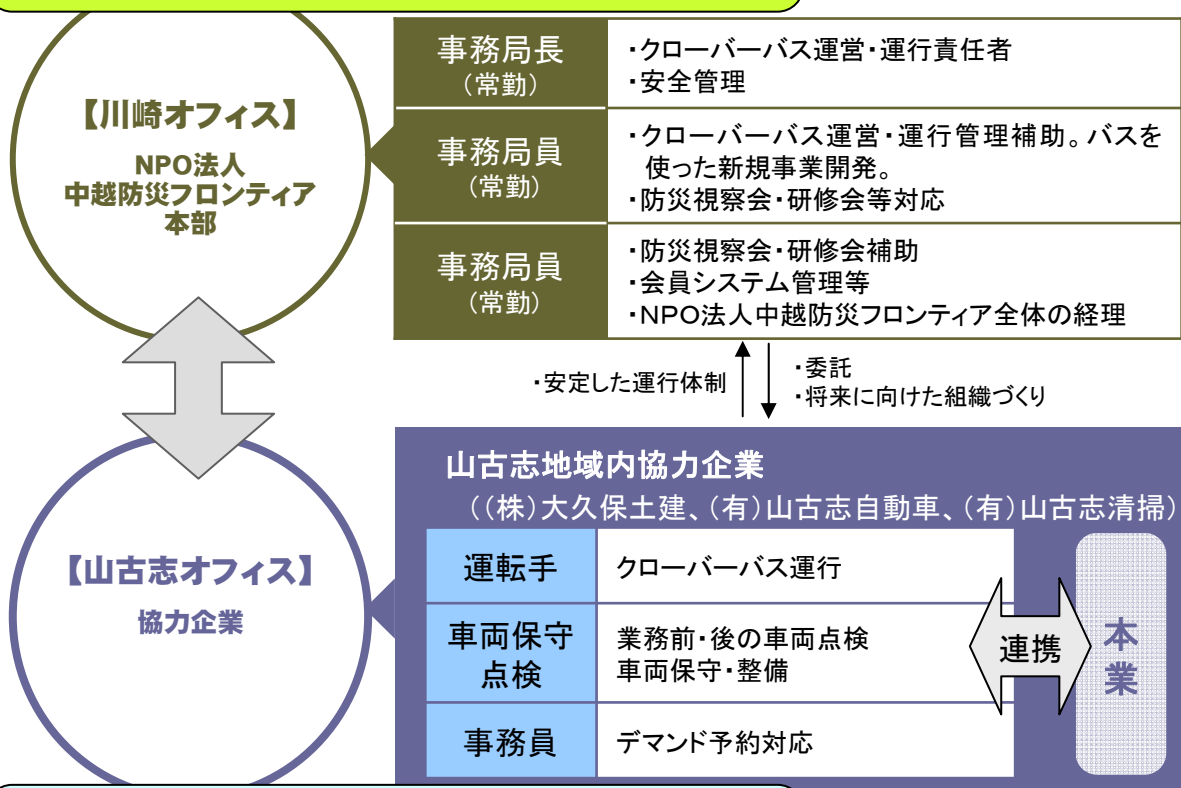 【川崎オフィス】
NPO法人
中越防災フロンティア
本部
事務局長
(常勤)
・クローバーバス運営・運行責任者
・安全管理
事務局員
(常勤)
・クローバーバス運営・運行管理補助。バスを
使った新規事業開発。
・防災視察会・研修会等対応
事務局員
(常勤)
・防災視察会・研修会補助
・会員システム管理等
・NPO法人中越防災フロンティア全体の経理
・安定した運行体制
・委託
・将来に向けた組織づくり
【山古志オフィス】
協力企業
山古志地域内協力企業
((株)大久保土建、(有)山古志自動車、(有)山古志清掃)
運転手
クローバーバス運行
車両保守
点検
業務前・後の車両点検
車両保守・整備
事務員
デマンド予約対応
連携
本業